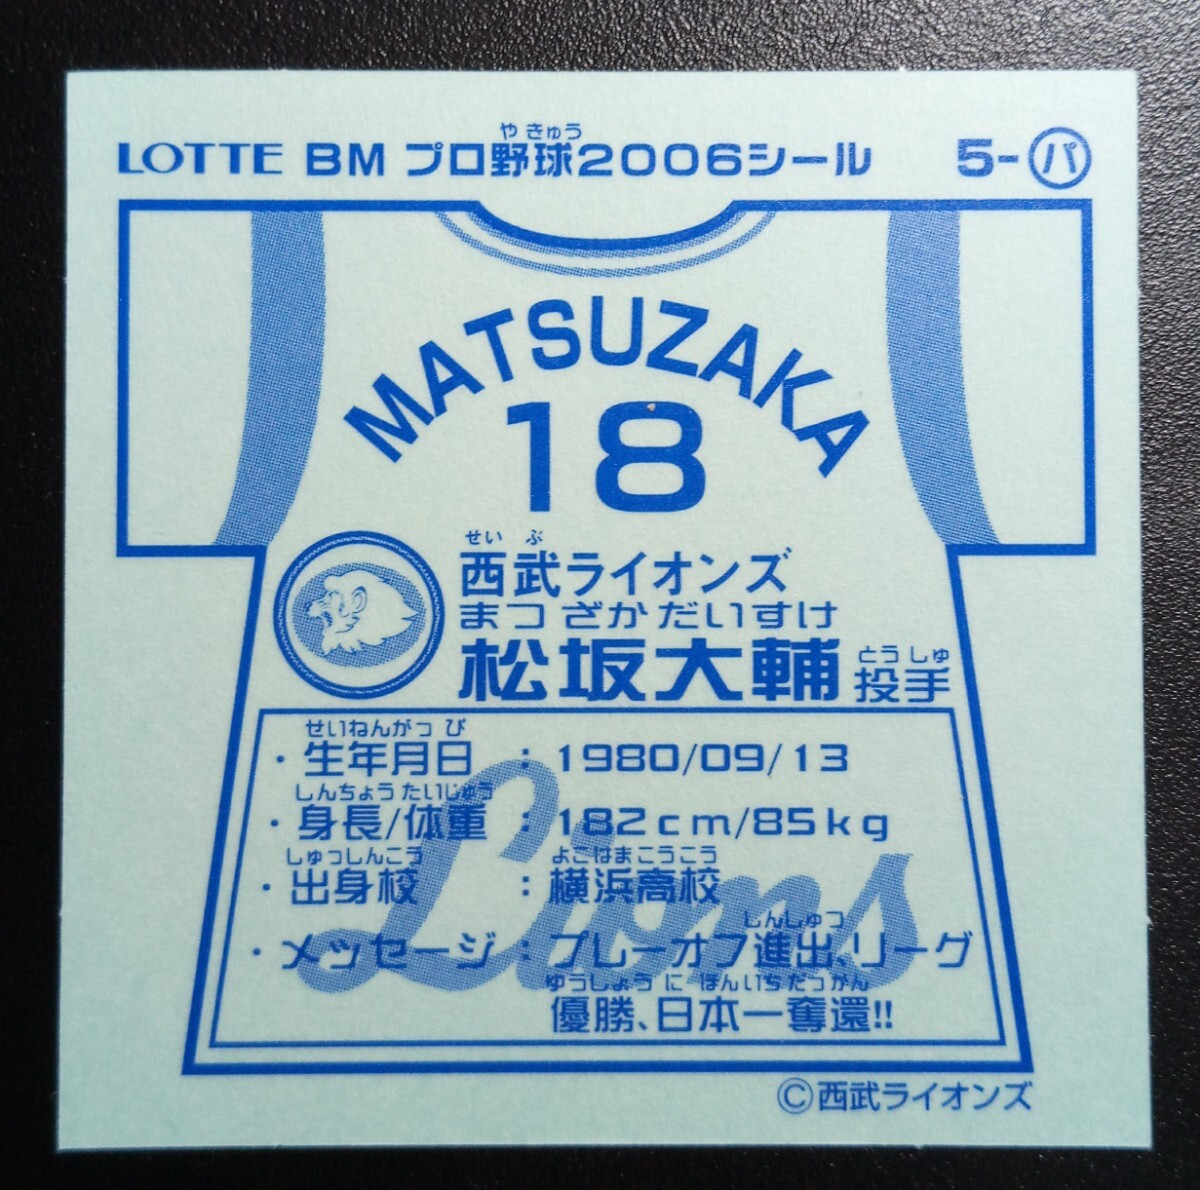 LOTTE BM プロ野球2006シール 5-パ
や きゅう
MATSUZAKA
18
せい ぶ
西武ライオンズ
まつ ざか だい すけ
松坂大輔 投手
とう しゅ
せいねんがっ ぴ
・生年月日 : 1980/09/13
しんちょう たいじゅう
・身長/体重 : 182cm/85kg
しゅっしんこう よこはまこうこう
・出身校 : 横浜高校
しんしゅつ
・メッセージ : プレーオフ進出、リーグ
ゆうしょう に ほんいちだっかん
優勝、日本一奪還!!
Lions
©西武ライオンズ